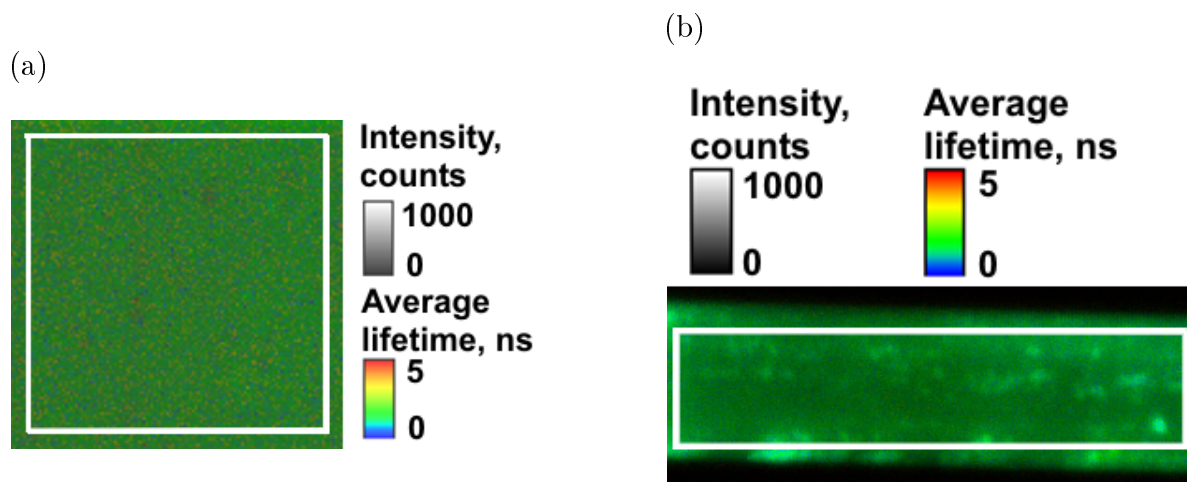 (a)
Intensity,
counts
1000
0
Average
lifetime, ns
5
0
(b)
Intensity,
counts
1000
0
Average
lifetime, ns
5
0